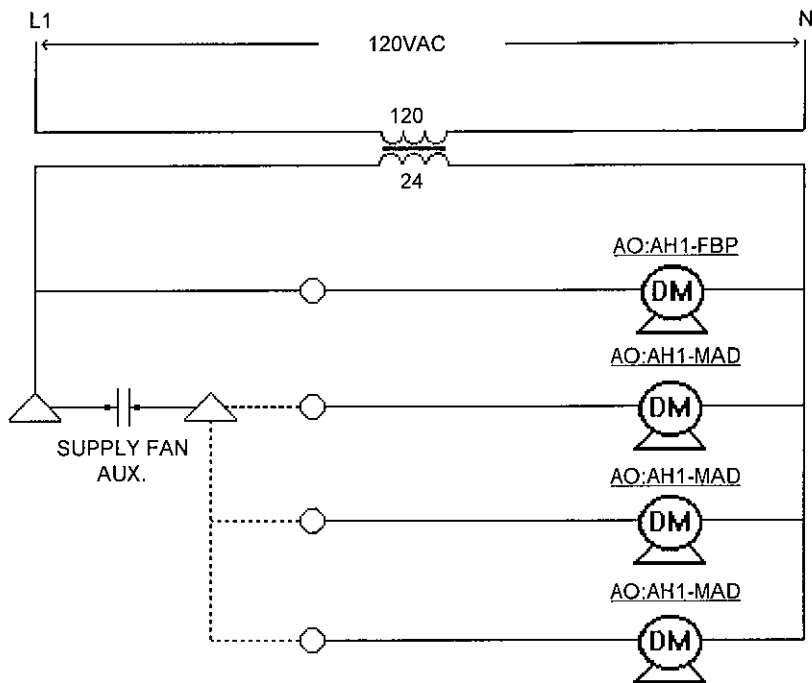 L1
N
120VAC
120
24
AO:AH1-FBP
DM
AO:AH1-MAD
DM
SUPPLY FAN
AUX.
AO:AH1-MAD
DM
AO:AH1-MAD
DM